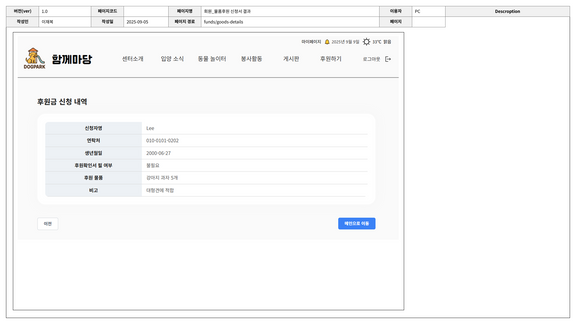 버전(ver) 1.0 페이지코드 페이지명 후원_물품후원 신청서 결과 이용자 PC Descroption
작성인 이재욱 작성일 2025-09-05 페이지 경로 funds/goods-details 페이지
마이페이지 2025년 9월 8일 33℃ 맑음
DOGPARK 함께마당 센터소개 입양 소식 동물 놀이터 봉사활동 게시판 후원하기 로그아웃
후원금 신청 내역
신청자명 Lee
연락처 010-0101-0202
생년월일 2000-06-27
후원확인서 필 여부 불필요
후원 물품 강아지 과자 5개
비고 대형견에 적합
이전 메인으로 이동